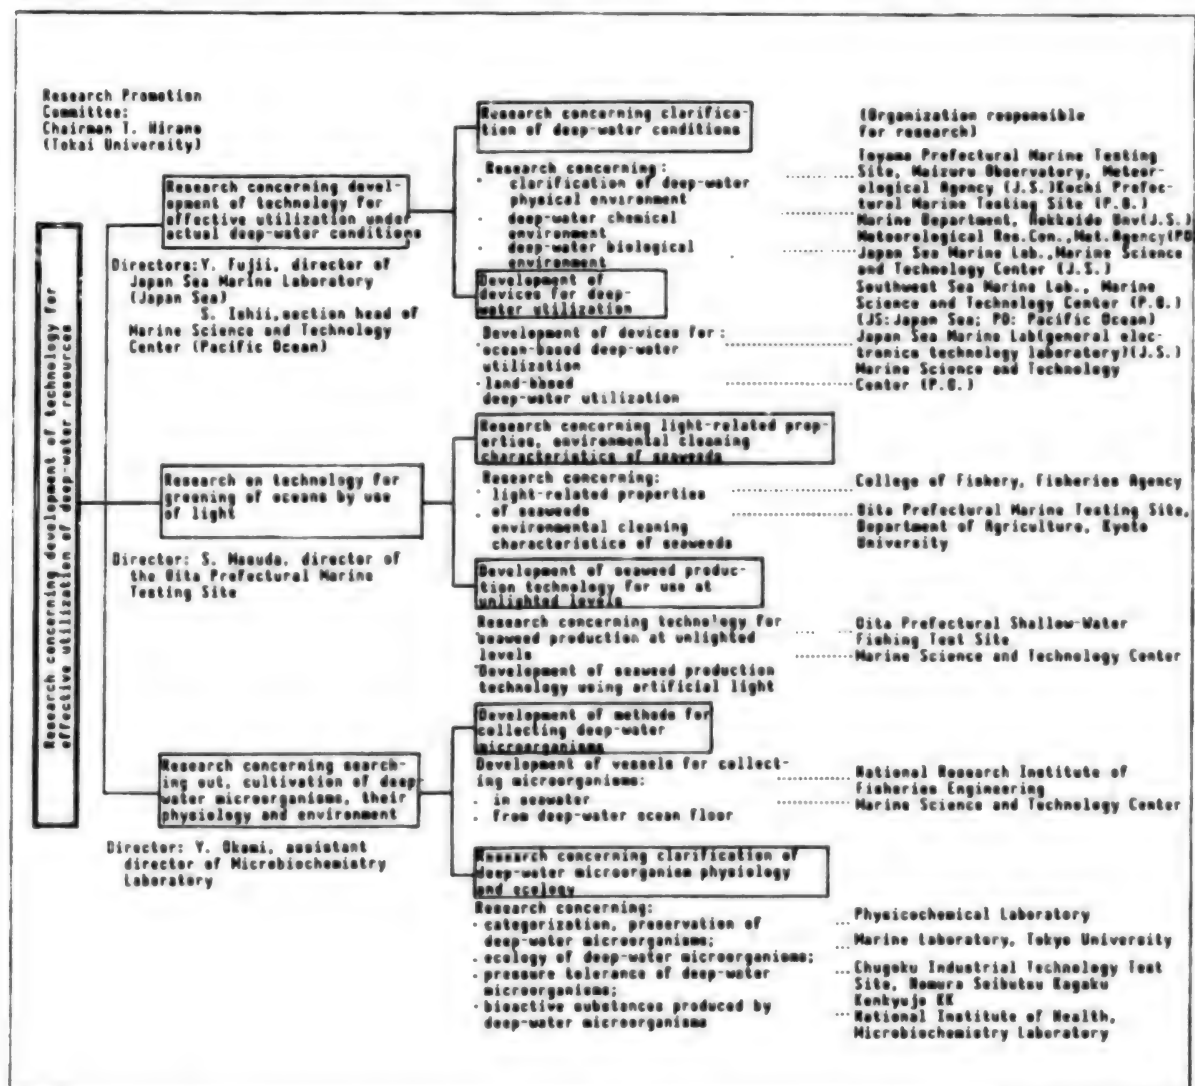 Research Promotion
Committee:
Chairman T. Hirano
(Tokai University)
Research concerning development of technology for
effective utilization of deep-water resources
Research concerning devel-
opment of technology for
effective utilization under
actual deep-water conditions
Directors: Y. Fujii, director of
Japan Sea Marine Laboratory
(Japan Sea)
S. Ishii, section head of
Marine Science and Technology
Center (Pacific Ocean)
Research concerning clarifica-
tion of deep-water conditions
Research concerning:
· clarification of deep-water
physical environment
· deep-water chemical
environment
· deep-water biological
environment
Development of
devices for deep-
water utilization
Development of devices for:
· ocean-based deep-water
utilization
· land-based
deep-water utilization
(Organization responsible
for research)
Toyama Prefectural Marine Testing
Site, Maizuru Observatory, Meteor-
ological Agency (J.S.)Kochi Prefec-
tural Marine Testing Site (P.O.)
Marine Department, Hokkaido Unv(J.S.)
Meteorological Res.Cen.,Met.Agency(PO
Japan Sea Marine Lab.,Marine Science
and Technology Center (J.S.)
Southwest Sea Marine Lab., Marine
Science and Technology Center (P.O.)
(JS:Japan Sea; PO: Pacific Ocean)
Japan Sea Marine Lab(general elec-
tronics technology laboratory)(J.S.)
Marine Science and Technology
Center (P.O.)
Research on technology for
greening of oceans by use
of light
Director: S. Masuda, director of
the Oita Prefectural Marine
Testing Site
Research concerning light-related prop-
erties, environmental cleaning
characteristics of seaweeds
Research concerning:
· light-related properties
· of seaweeds
environmental cleaning
characteristics of seaweeds
College of Fishery, Fisheries Agency
Oita Prefectural Marine Testing Site,
Department of Agriculture, Kyoto
University
Development of seaweed produc-
tion technology for use at
unlighted levels
Research concerning technology for
·seaweed production at unlighted
levels
·Development of seaweed production
technology using artificial light
Oita Prefectural Shallow-Water
Fishing Test Site
Marine Science and Technology Center
Research concerning search-
ing out, cultivation of deep-
water microorganisms, their
physiology and environment
Director: Y. Okami, assistant
director of Microbiochemistry
Laboratory
Development of methods for
collecting deep-water
microorganisms
Development of vessels for collect-
ing microorganisms:
· in seawater
· from deep-water ocean floor
National Research Institute of
Fisheries Engineering
Marine Science and Technology Center
Research concerning clarification of
deep-water microorganism physiology
and ecology
Research concerning:
· categorization, preservation of
deep-water microorganisms;
· ecology of deep-water microorganisms;
· pressure tolerance of deep-water
microorganisms;
· bioactive substances produced by
deep-water microorganisms
Physicochemical Laboratory
Marine Laboratory, Tokyo University
Chugoku Industrial Technology Test
Site, Nomura Seibutsu Kagaku
Kenkyujo KK
National Institute of Health,
Microbiochemistry Laboratory